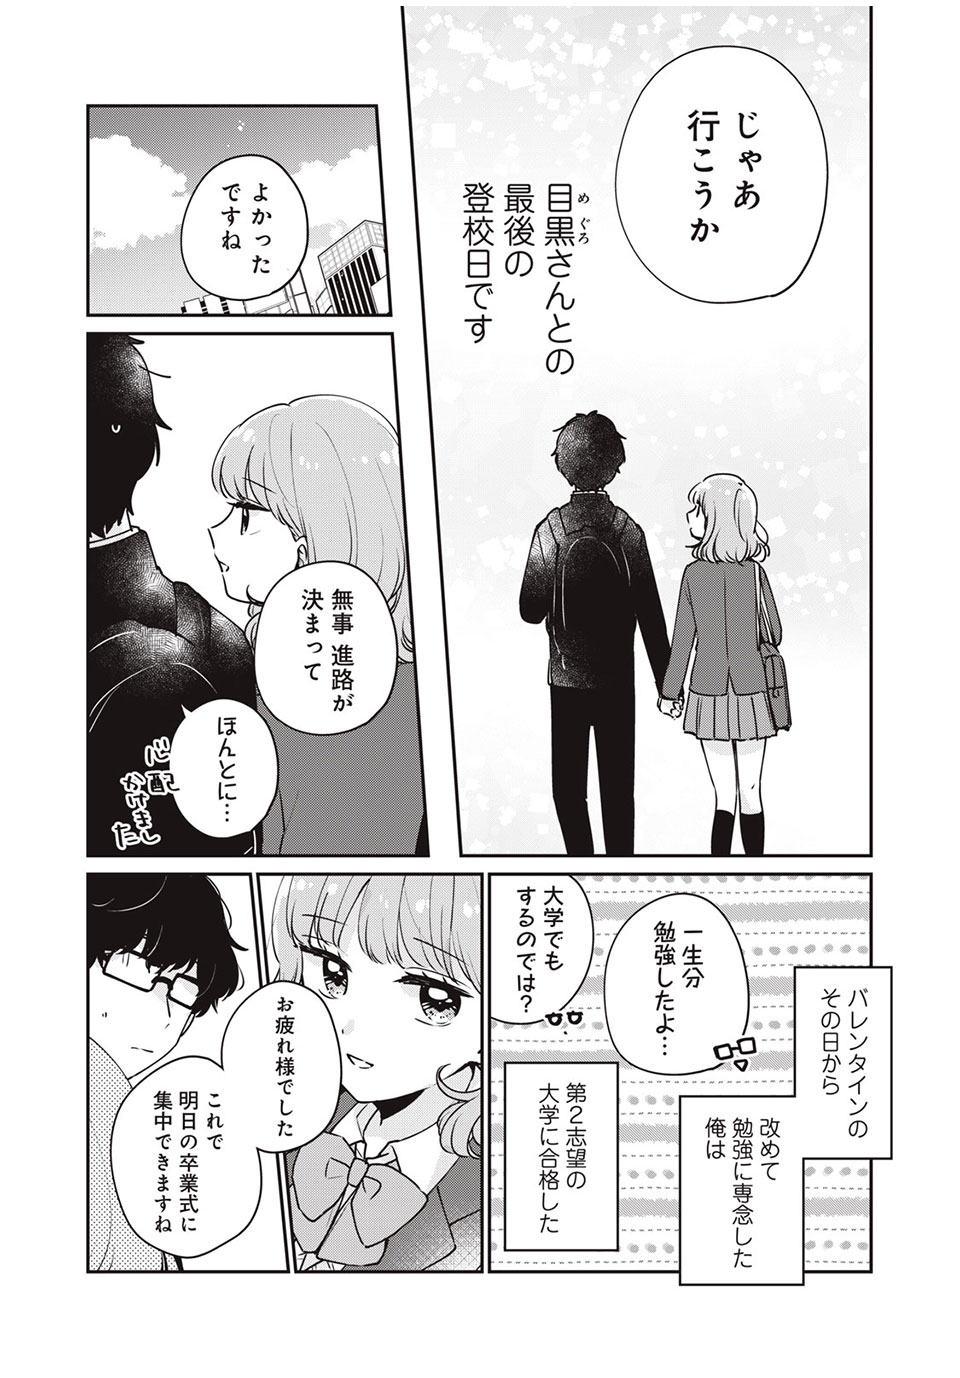 じゃあ
行こうか
目黒さんとの
めぐろ
最後の
登校日です
よかった
ですね
無事 進路が
決まって
ほんとに…
心配
かけまし
た
バレンタインの
その日から
改めて
勉強に専念した
俺は
一生分
勉強したよ…
大学でも
するのでは?
第2志望の
大学に合格した
お疲れ様でした
これで
明日の卒業式に
集中できますね